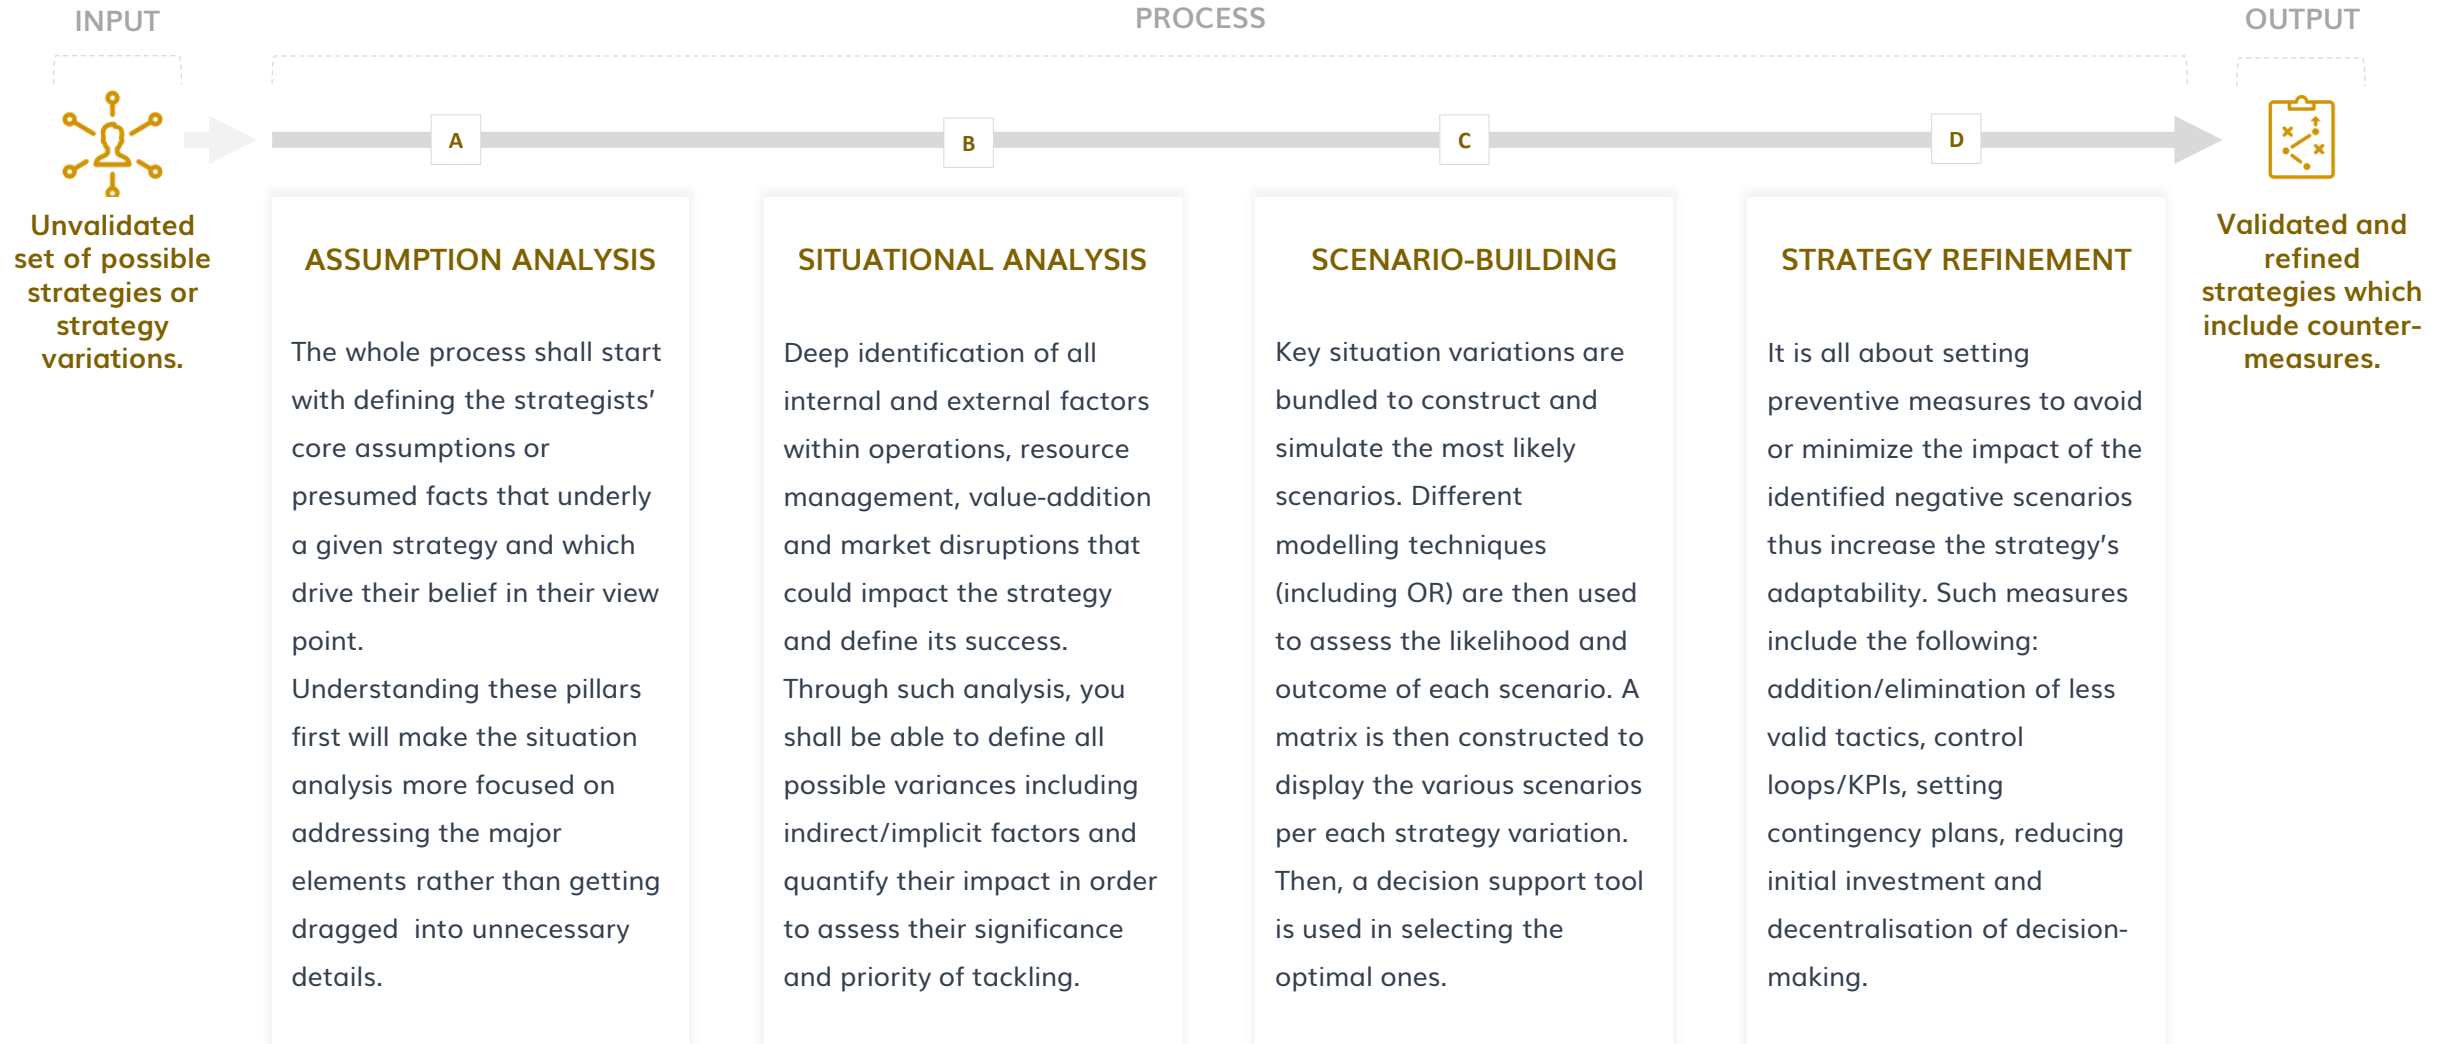 INPUT
PROCESS
OUTPUT
A
B
C
D
Unvalidated
set of possible
strategies or
strategy
variations.
ASSUMPTION ANALYSIS
The whole process shall start
with defining the strategists’
core assumptions or
presumed facts that underly
a given strategy and which
drive their belief in their view
point.
Understanding these pillars
first will make the situation
analysis more focused on
addressing the major
elements rather than getting
dragged  into unnecessary
details.
SITUATIONAL ANALYSIS
Deep identification of all
internal and external factors
within operations, resource
management, value-addition
and market disruptions that
could impact the strategy
and define its success.
Through such analysis, you
shall be able to define all
possible variances including
indirect/implicit factors and
quantify their impact in order
to assess their significance
and priority of tackling.
SCENARIO-BUILDING
Key situation variations are
bundled to construct and
simulate the most likely
scenarios. Different
modelling techniques
(including OR) are then used
to assess the likelihood and
outcome of each scenario. A
matrix is then constructed to
display the various scenarios
per each strategy variation.
Then, a decision support tool
is used in selecting the
optimal ones.
STRATEGY REFINEMENT
It is all about setting
preventive measures to avoid
or minimize the impact of the
identified negative scenarios
thus increase the strategy’s
adaptability. Such measures
include the following:
addition/elimination of less
valid tactics, control
loops/KPIs, setting
contingency plans, reducing
initial investment and
decentralisation of decision-
making.
Validated and
refined
strategies which
include counter-
measures.